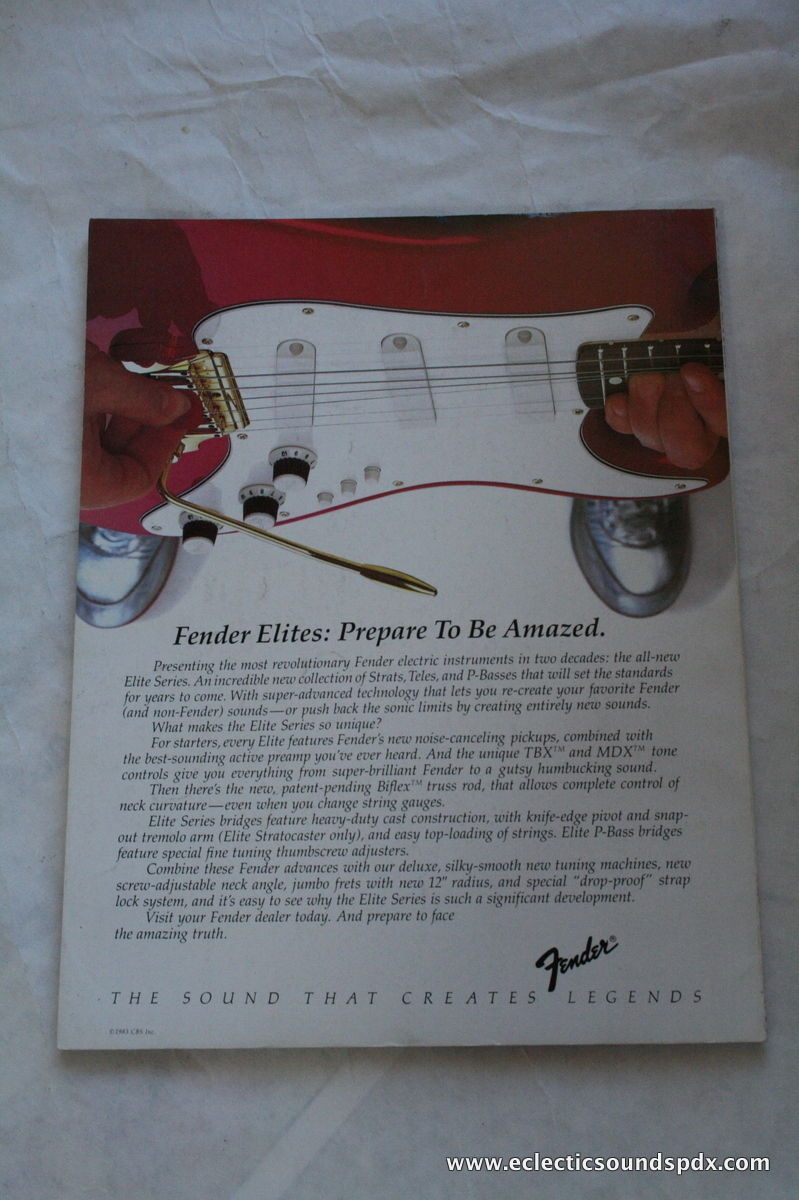 Fender Elites: Prepare To Be Amazed.
Presenting the most revolutionary Fender electric instruments in two decades: the all-new
Elite Series. An incredible new collection of Strats, Teles, and P-Basses that will set the standards
for years to come. With super-advanced technology that lets you re-create your favorite Fender
(and non-Fender) sounds—or push back the sonic limits by creating entirely new sounds.
What makes the Elite Series so unique?
For starters, every Elite features Fender's new noise-canceling pickups, combined with
the best-sounding active preamp you've ever heard. And the unique TBX™ and MDX™ tone
controls give you everything from super-brilliant Fender to a gutsy humbucking sound.
Then there's the new, patent-pending Biflex™ truss rod, that allows complete control of
neck curvature—even when you change string gauges.
Elite Series bridges feature heavy-duty cast construction, with knife-edge pivot and snap-
out tremolo arm (Elite Stratocaster only), and easy top-loading of strings. Elite P-Bass bridges
feature special fine tuning thumbscrew adjusters.
Combine these Fender advances with our deluxe, silky-smooth new tuning machines, new
screw-adjustable neck angle, jumbo frets with new 12" radius, and special "drop-proof" strap
lock system, and it's easy to see why the Elite Series is such a significant development.
Visit your Fender dealer today. And prepare to face
the amazing truth.
Fender®
THE SOUND THAT CREATES LEGENDS
©1983 CBS Inc.
www.eclecticsoundspdx.com